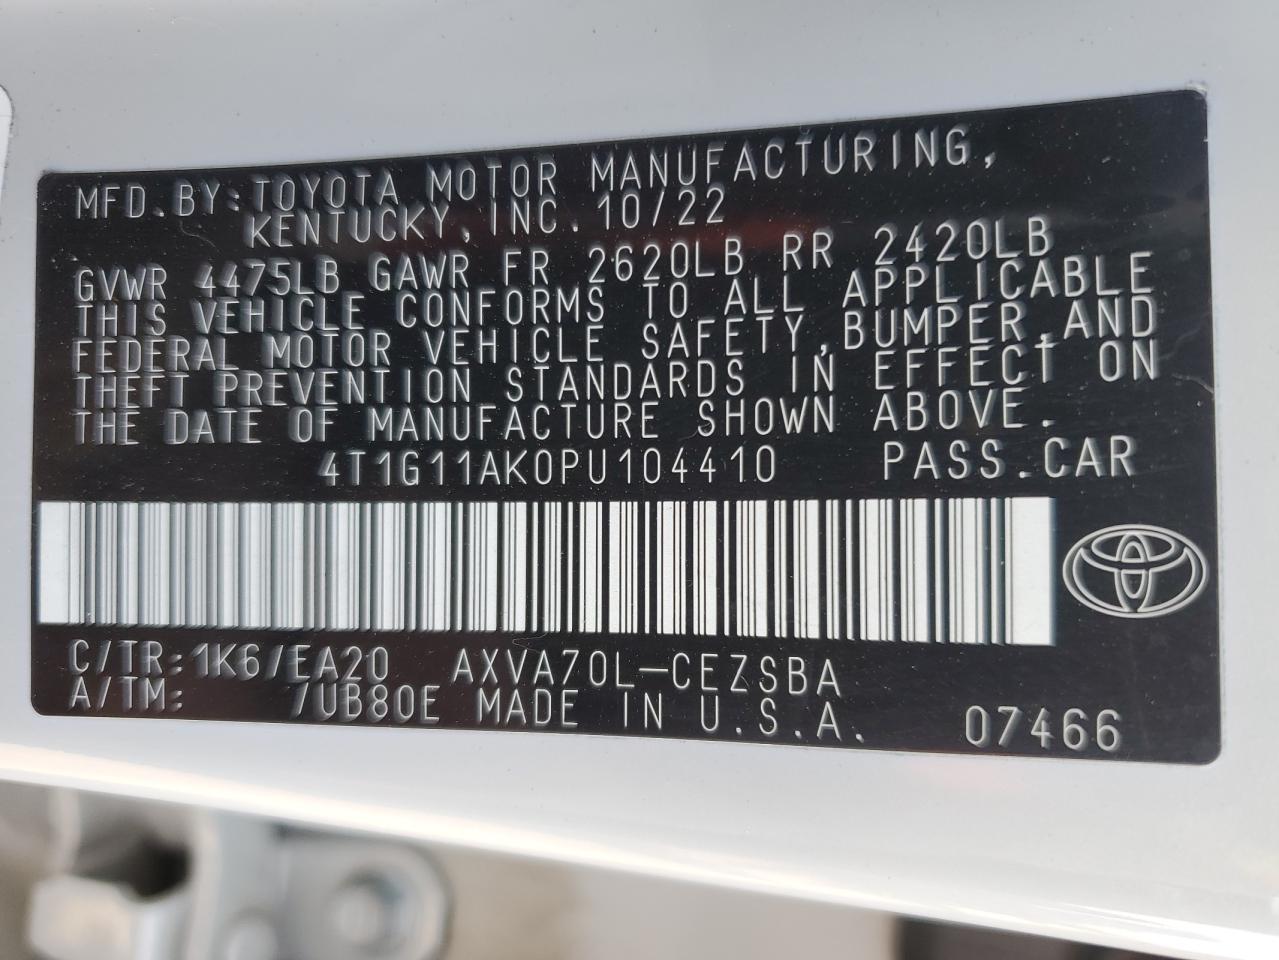 MFD.BY:TOYOTA MOTOR MANUFACTURING,
KENTUCKY,INC.10/22
GVWR 4475LB GAWR FR 2620LB RR 2420LB
THIS VEHICLE CONFORMS TO ALL APPLICABLE
FEDERAL MOTOR VEHICLE SAFETY,BUMPER,AND
THEFT PREVENTION STANDARDS IN EFFECT ON
THE DATE OF MANUFACTURE SHOWN ABOVE.
4T1G11AK0PU104410 PASS.CAR
C/TR:1K6/EA20 AXVA70L-CEZSBA
A/TM: /UB80E MADE IN U.S.A. 07466